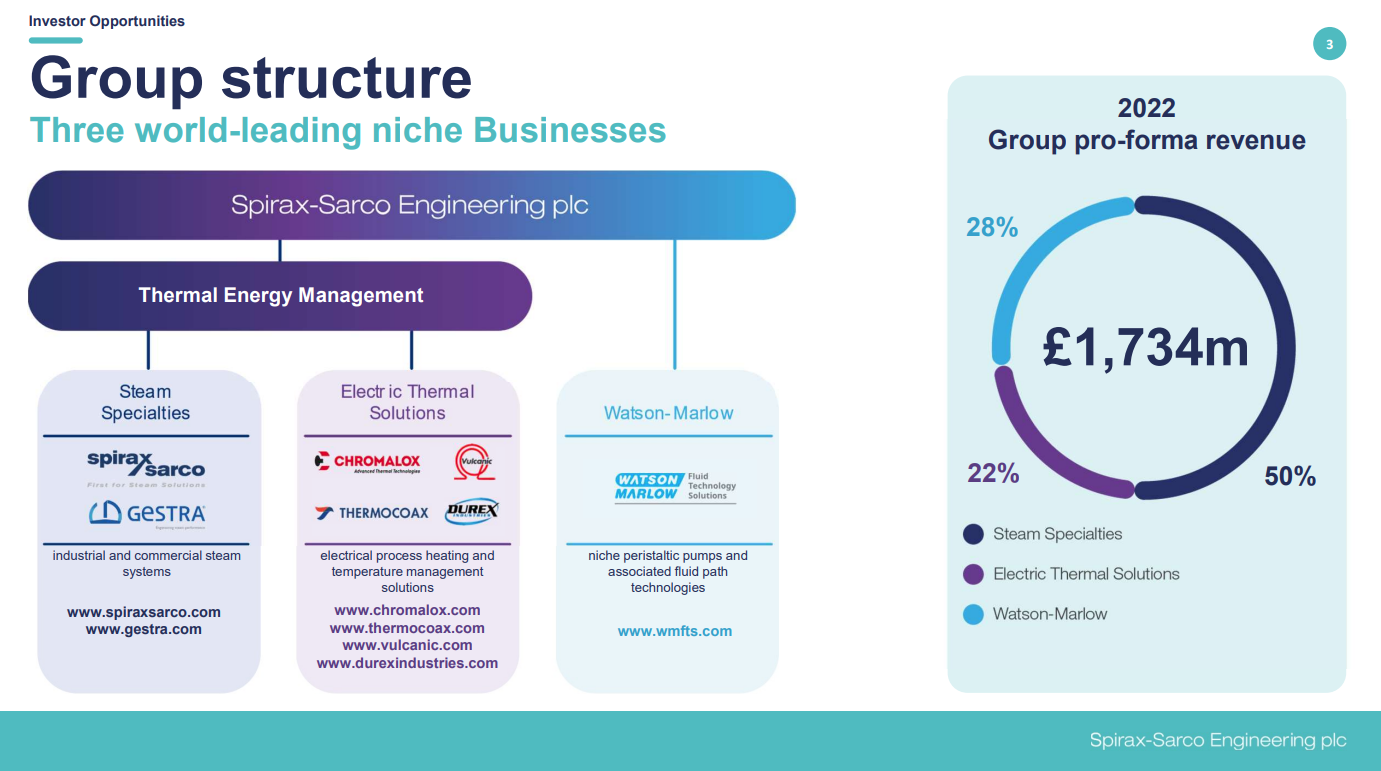 Investor Opportunities
3
Group structure
Three world-leading niche Businesses
Spirax-Sarco Engineering plc
Thermal Energy Management
Steam
Specialties
spirax
sarco
First for Steam Solutions
GESTRA
Engineering steam performance
industrial and commercial steam
systems
www.spiraxsarco.com
www.gestra.com
Electric Thermal
Solutions
CHROMALOX
Advanced Thermal Technologies
Vulcanic
THERMOCOAX
DUREX
INDUSTRIES
electrical process heating and
temperature management
solutions
www.chromalox.com
www.thermocoax.com
www.vulcanic.com
www.durexindustries.com
Watson-Marlow
WATSON
MARLOW
Fluid
Technology
Solutions
niche peristaltic pumps and
associated fluid path
technologies
www.wmfts.com
2022
Group pro-forma revenue
28%
£1,734m
22%
50%
Steam Specialties
Electric Thermal Solutions
Watson-Marlow
Spirax-Sarco Engineering plc